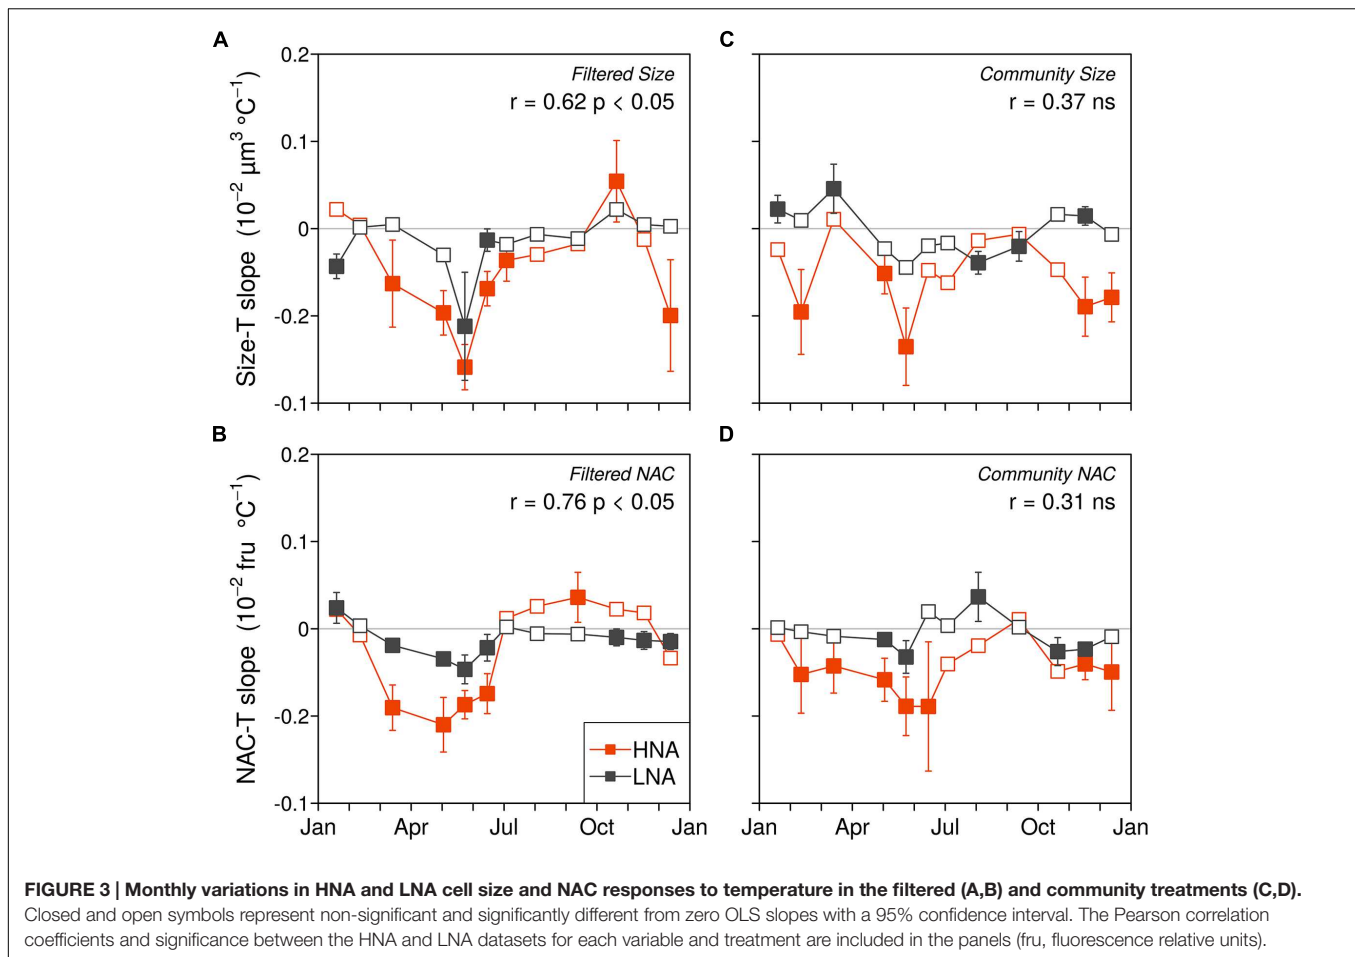 A
Filtered Size
r = 0.62 p < 0.05
Size-T slope (10⁻² µm³ °C⁻¹)
0.2
0.1
0
-0.2
-0.1
C
Community Size
r = 0.37 ns
B
Filtered NAC
r = 0.76 p < 0.05
NAC-T slope (10⁻² fru °C⁻¹)
0.2
0.1
0
-0.2
-0.1
HNA
LNA
Jan Apr Jul Oct Jan
D
Community NAC
r = 0.31 ns
Jan Apr Jul Oct Jan
FIGURE 3 | Monthly variations in HNA and LNA cell size and NAC responses to temperature in the filtered (A,B) and community treatments (C,D).
Closed and open symbols represent non-significant and significantly different from zero OLS slopes with a 95% confidence interval. The Pearson correlation
coefficients and significance between the HNA and LNA datasets for each variable and treatment are included in the panels (fru, fluorescence relative units).